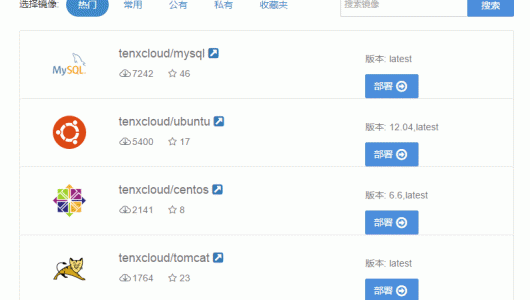 选择镜像: 热门 常用 公有 私有 收藏夹 搜索镜像 搜索
MySQL
tenxcloud/mysql
7242 46
版本: latest
部署
tenxcloud/ubuntu
5400 17
版本: 12.04,latest
部署
tenxcloud/centos
2141 8
版本: 6.6,latest
部署
tenxcloud/tomcat
1764 23
版本: latest
部署